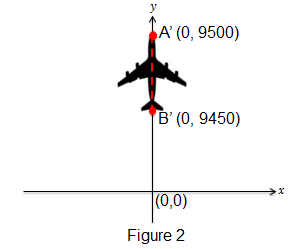 y
A' (0, 9500)
B' (0, 9450)
x
(0,0)
Figure 2